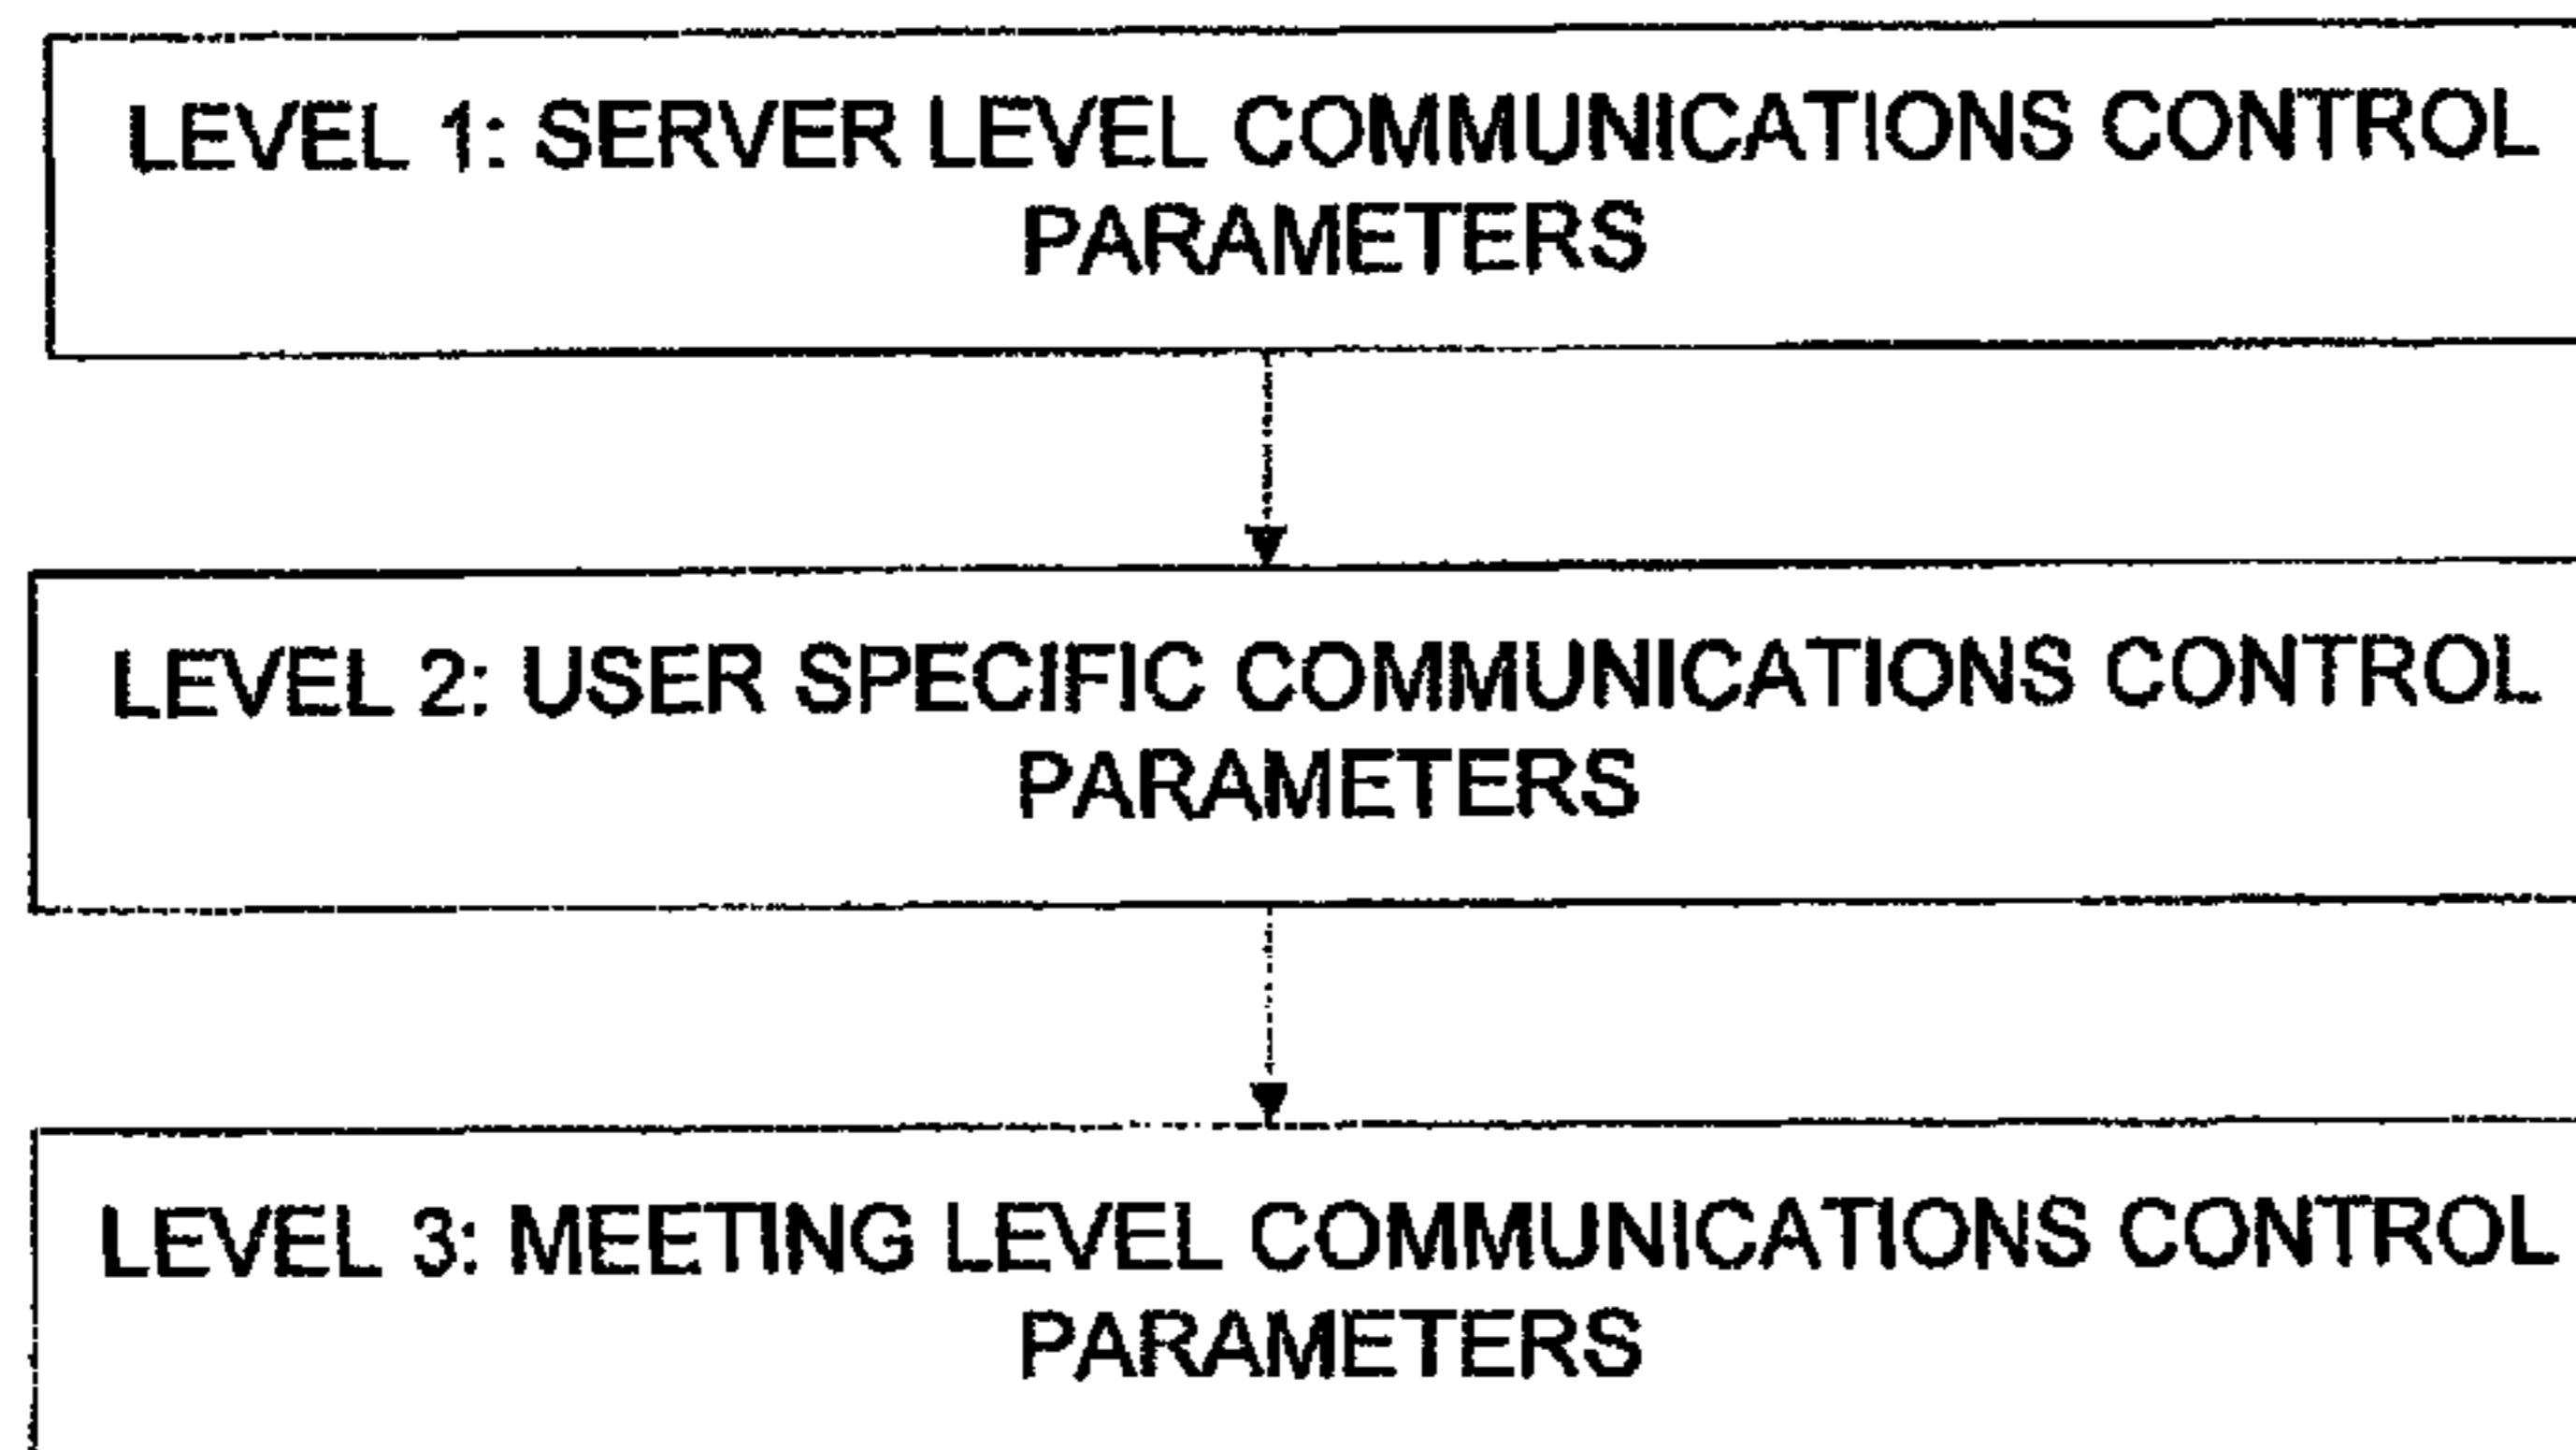 LEVEL 1: SERVER LEVEL COMMUNICATIONS CONTROL
PARAMETERS
LEVEL 2: USER SPECIFIC COMMUNICATIONS CONTROL
PARAMETERS
LEVEL 3: MEETING LEVEL COMMUNICATIONS CONTROL
PARAMETERS